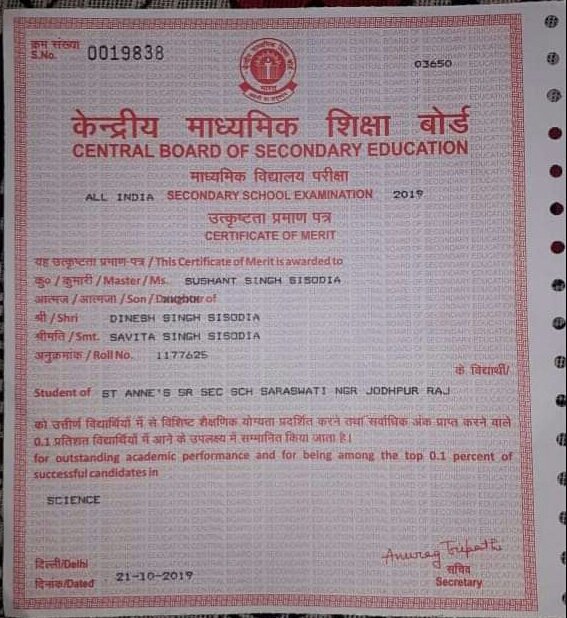 क्रम संख्या
S.No. 0019838
03650
केन्द्रीय माध्यमिक शिक्षा बोर्ड
CENTRAL BOARD OF SECONDARY EDUCATION
माध्यमिक विद्यालय परीक्षा
ALL INDIA SECONDARY SCHOOL EXAMINATION 2019
उत्कृष्टता प्रमाण पत्र
CERTIFICATE OF MERIT
यह उत्कृष्टता प्रमाण-पत्र / This Certificate of Merit is awarded to
कु० / कुमारी / Master / Ms. SUSHANT SINGH SISODIA
आत्मज / आत्मजा / Son / Daughter of
श्री / Shri DINESH SINGH SISODIA
श्रीमति / Smt. SAVITA SINGH SISODIA
अनुक्रमांक / Roll No. 1177625
के विद्यार्थी/
Student of ST ANNE'S SR SEC SCH SARASWATI NGR JODHPUR RAJ
को उत्तीर्ण विद्यार्थियों में से विशिष्ट शैक्षणिक योग्यता प्रदर्शित करने तथा सर्वाधिक अंक प्राप्त करने वाले
0.1 प्रतिशत विद्यार्थियों में आने के उपलक्ष्य में सम्मानित किया जाता है।
for outstanding academic performance and for being among the top 0.1 percent of
successful candidates in
SCIENCE
Anurag Tripathi
दिल्ली/Delhi
सचिव
दिनांक/Dated 21-10-2019
Secretary